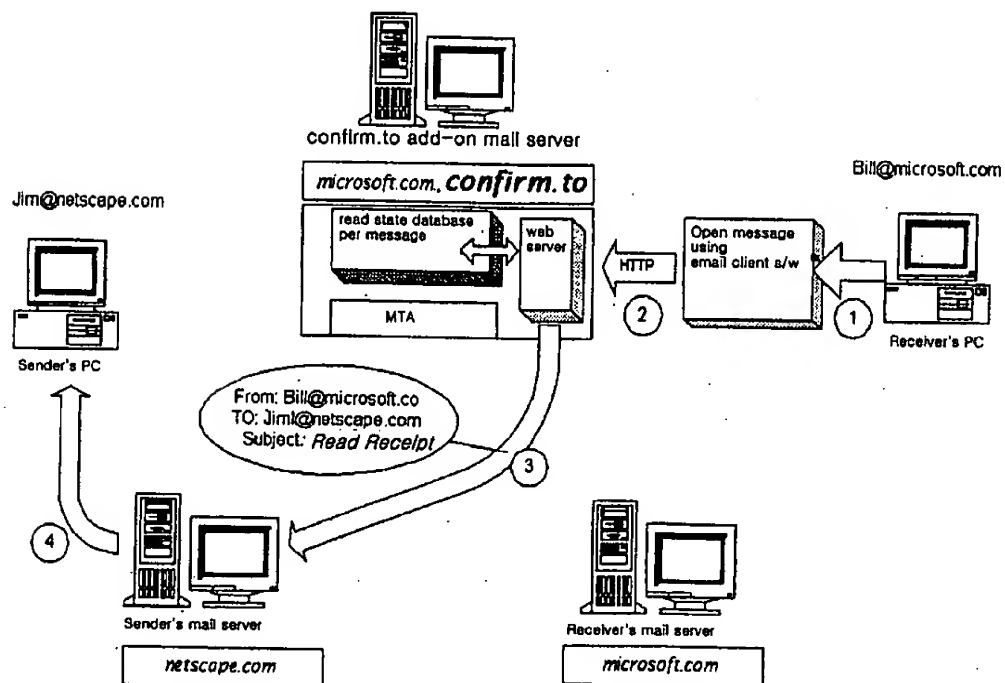 confirm.to add-on mail server
microsoft.com., confirm.to
Jim@netscape.com
Bill@microsoft.com
read state database
per message
web
server
MTA
HTTP
2
Open message
using
email client s/w
1
Sender's PC
Receiver's PC
From: Bill@microsoft.co
TO: Jim1@netscape.com
Subject: Read Receipt
3
4
Sender's mail server
netscape.com
Receiver's mail server
microsoft.com